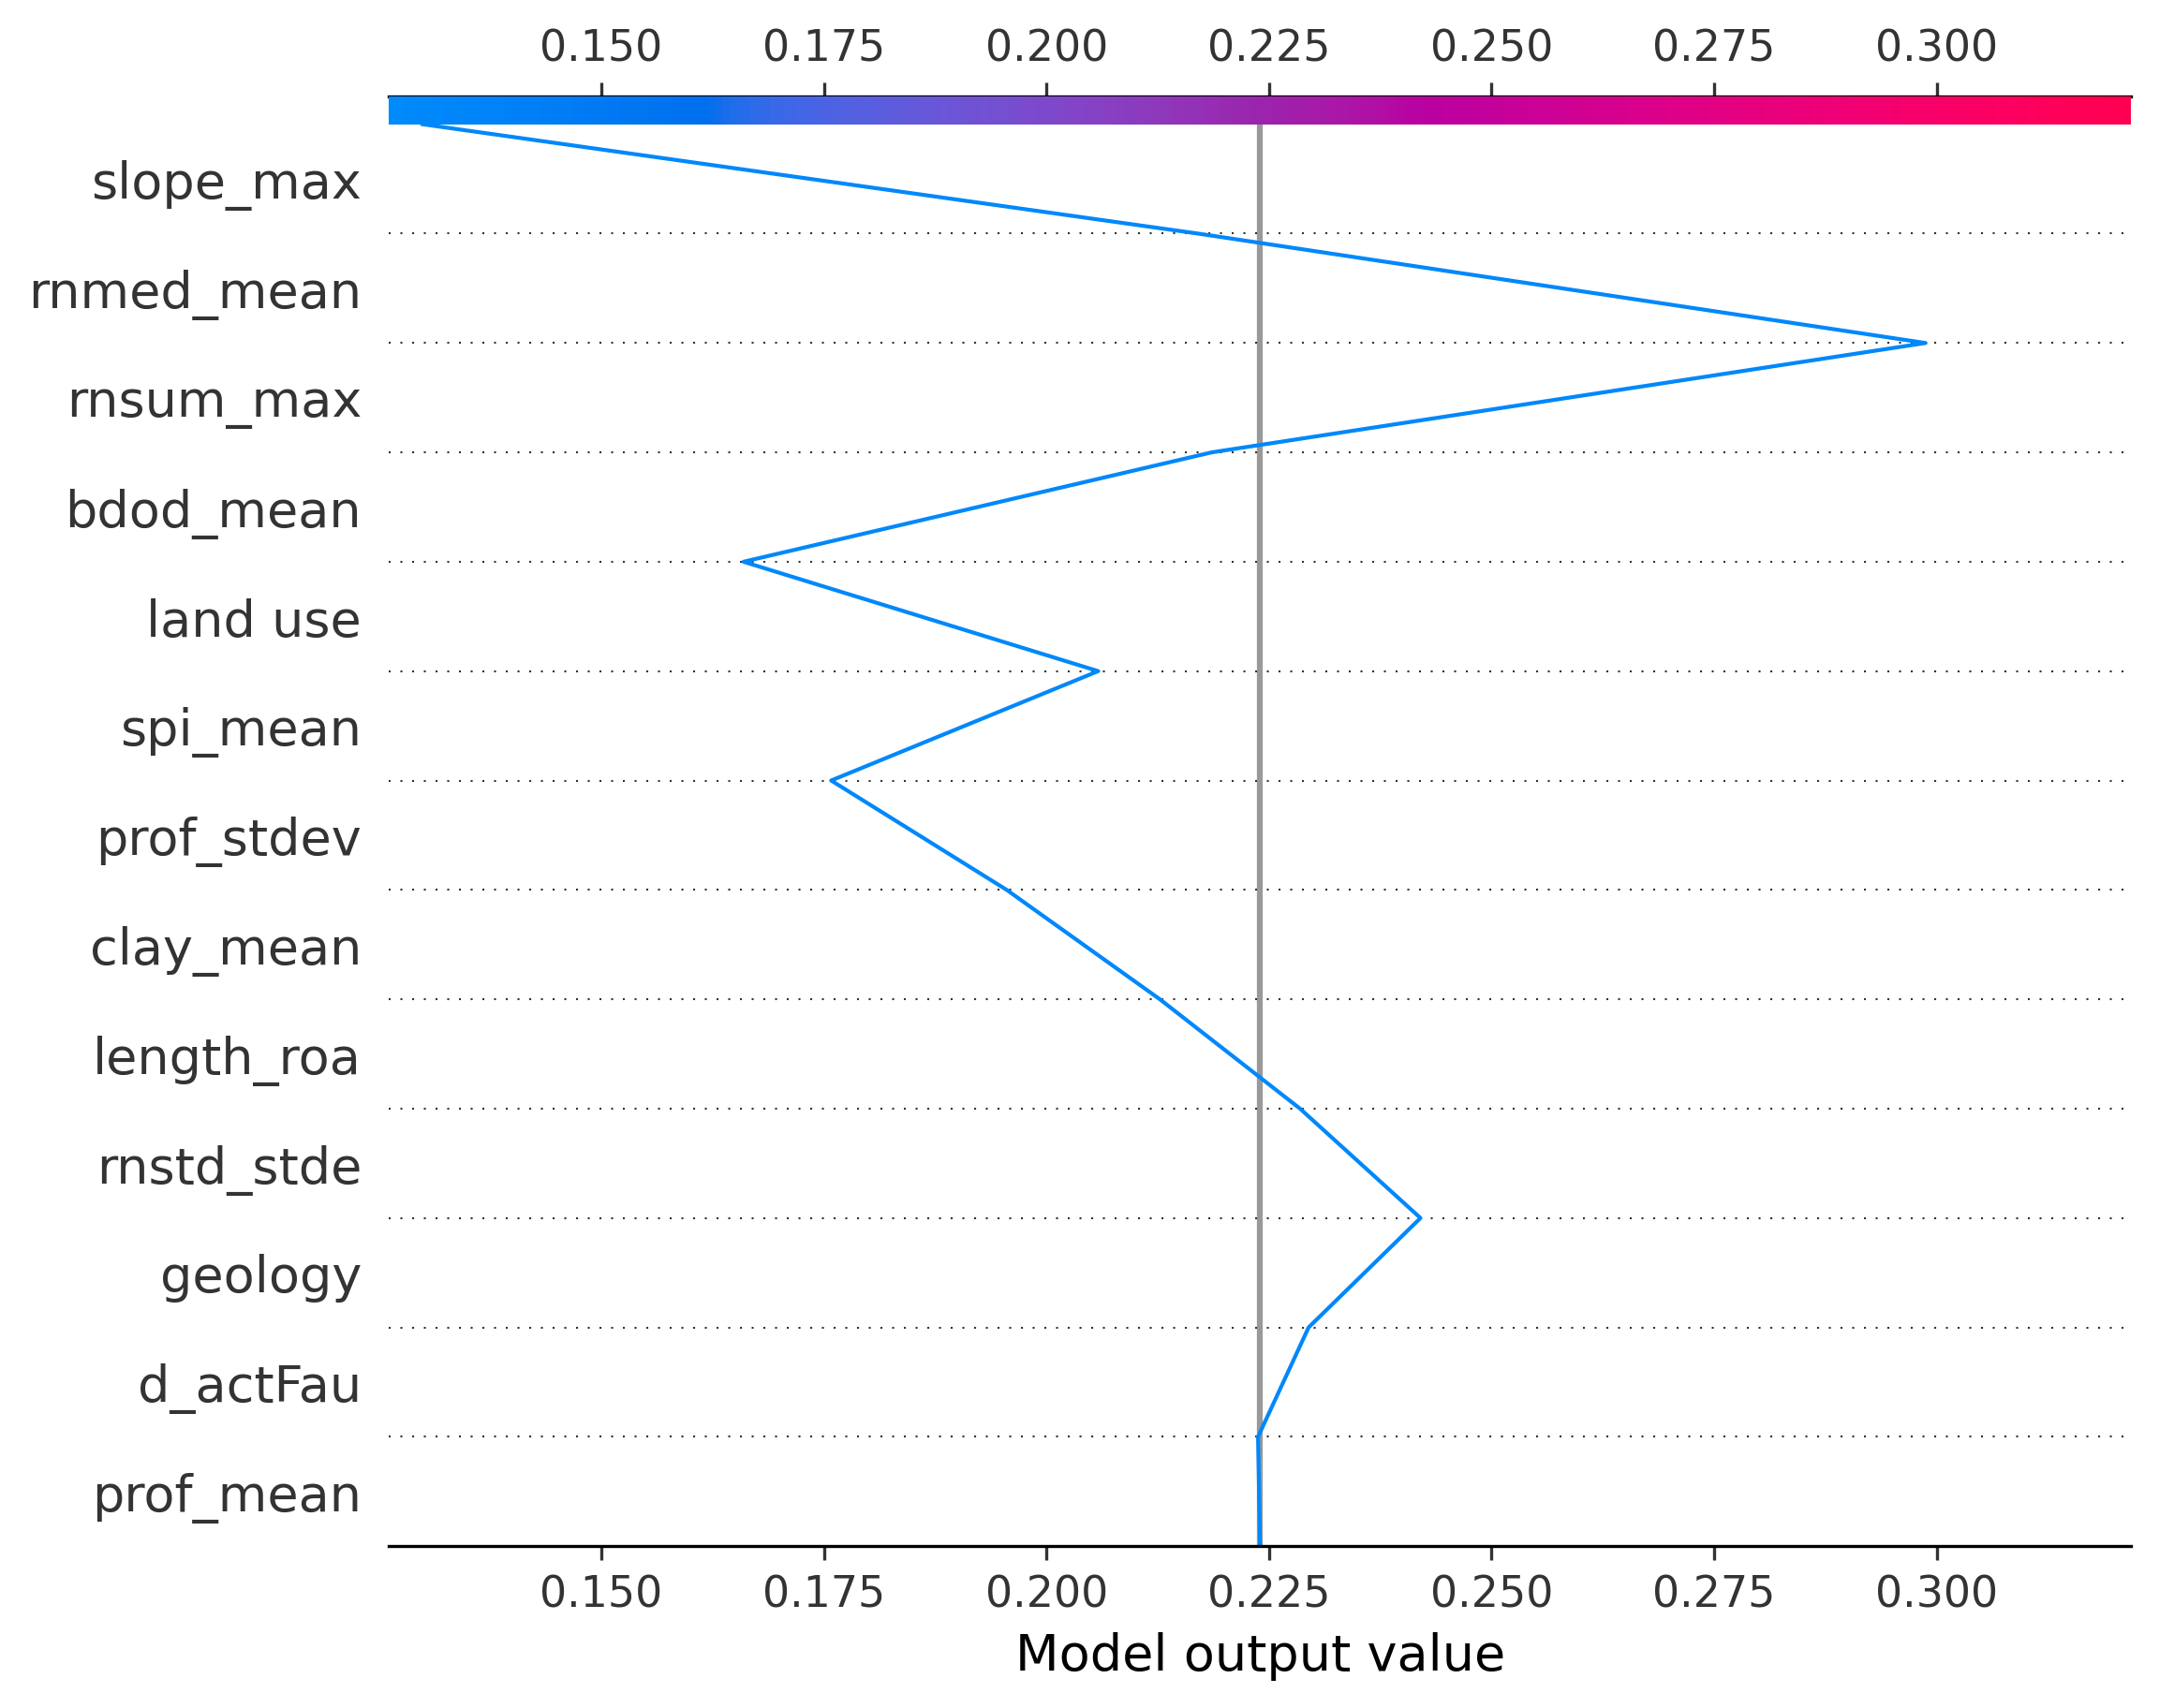 0.150 0.175 0.200 0.225 0.250 0.275 0.300
slope_max
rnmed_mean
rnsum_max
bdod_mean
land use
spi_mean
prof_stdev
clay_mean
length_roa
rnstd_stde
geology
d_actFau
prof_mean
0.150 0.175 0.200 0.225 0.250 0.275 0.300
Model output value